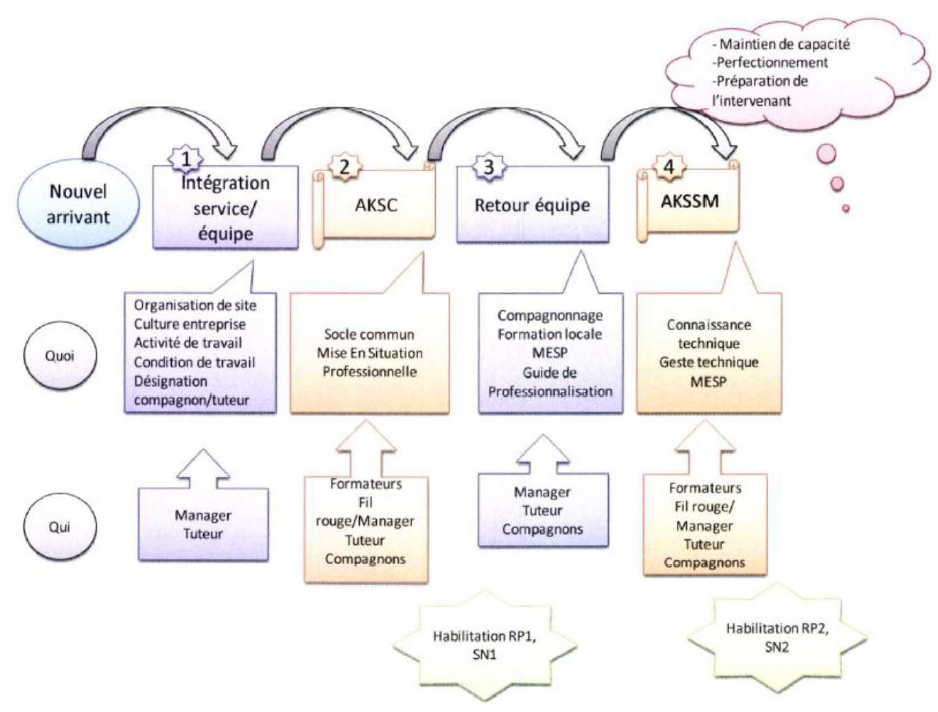 - Maintien de capacité
-Perfectionnement
-Préparation de
l'intervenant
Nouvel
arrivant
1
Intégration
service/
équipe
2
AKSC
3
Retour équipe
4
AKSSM
Quoi
Organisation de site
Culture entreprise
Activité de travail
Condition de travail
Désignation
compagnon/tuteur
Socle commun
Mise En Situation
Professionnelle
Compagnonnage
Formation locale
MESP
Guide de
Professionnalisation
Connaissance
technique
Geste technique
MESP
Qui
Manager
Tuteur
Formateurs
Fil
rouge/Manager
Tuteur
Compagnons
Manager
Tuteur
Compagnons
Formateurs
Fil rouge/
Manager
Tuteur
Compagnons
Habilitation RP1,
SN1
Habilitation RP2,
SN2